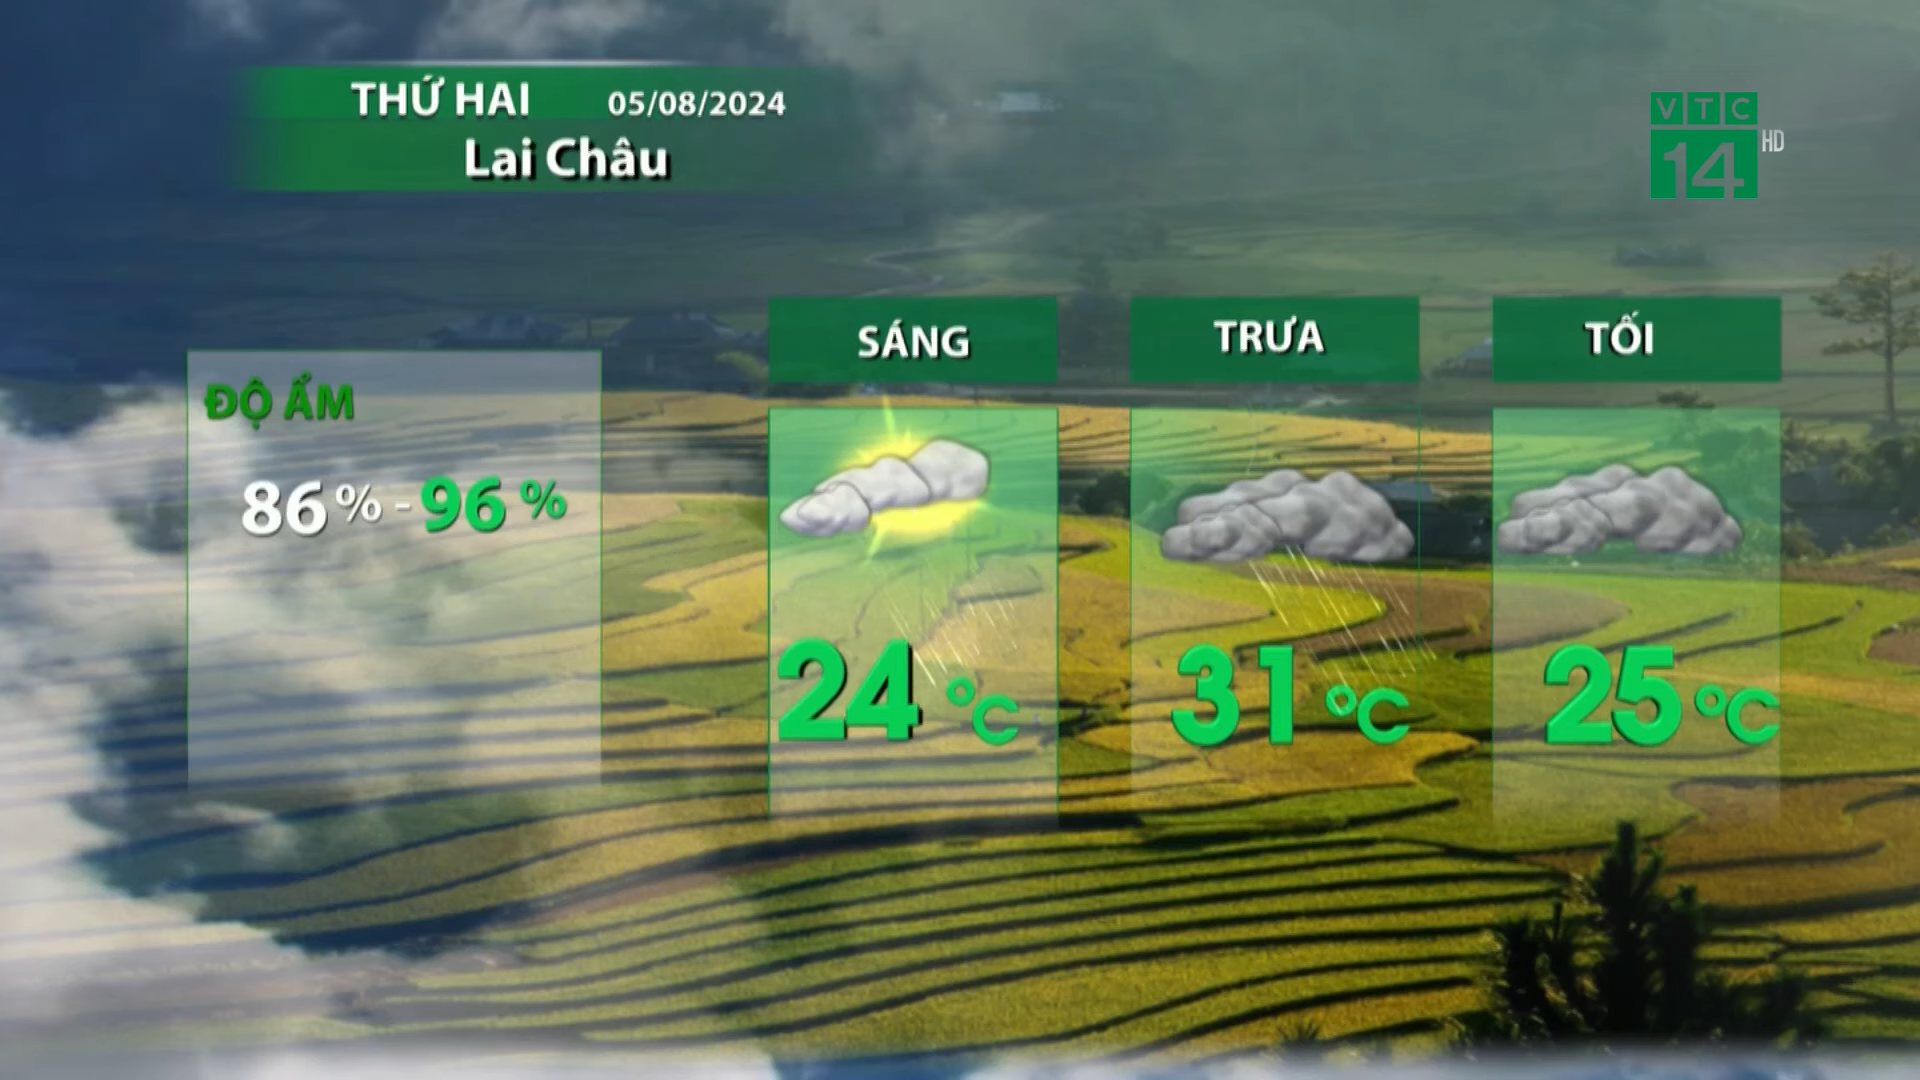 THỨ HAI 05/08/2024
Lai Châu
VTC
14 HD
SÁNG TRƯA TỐI
ĐỘ ẨM
86% - 96%
24 °C 31 °C 25 °C